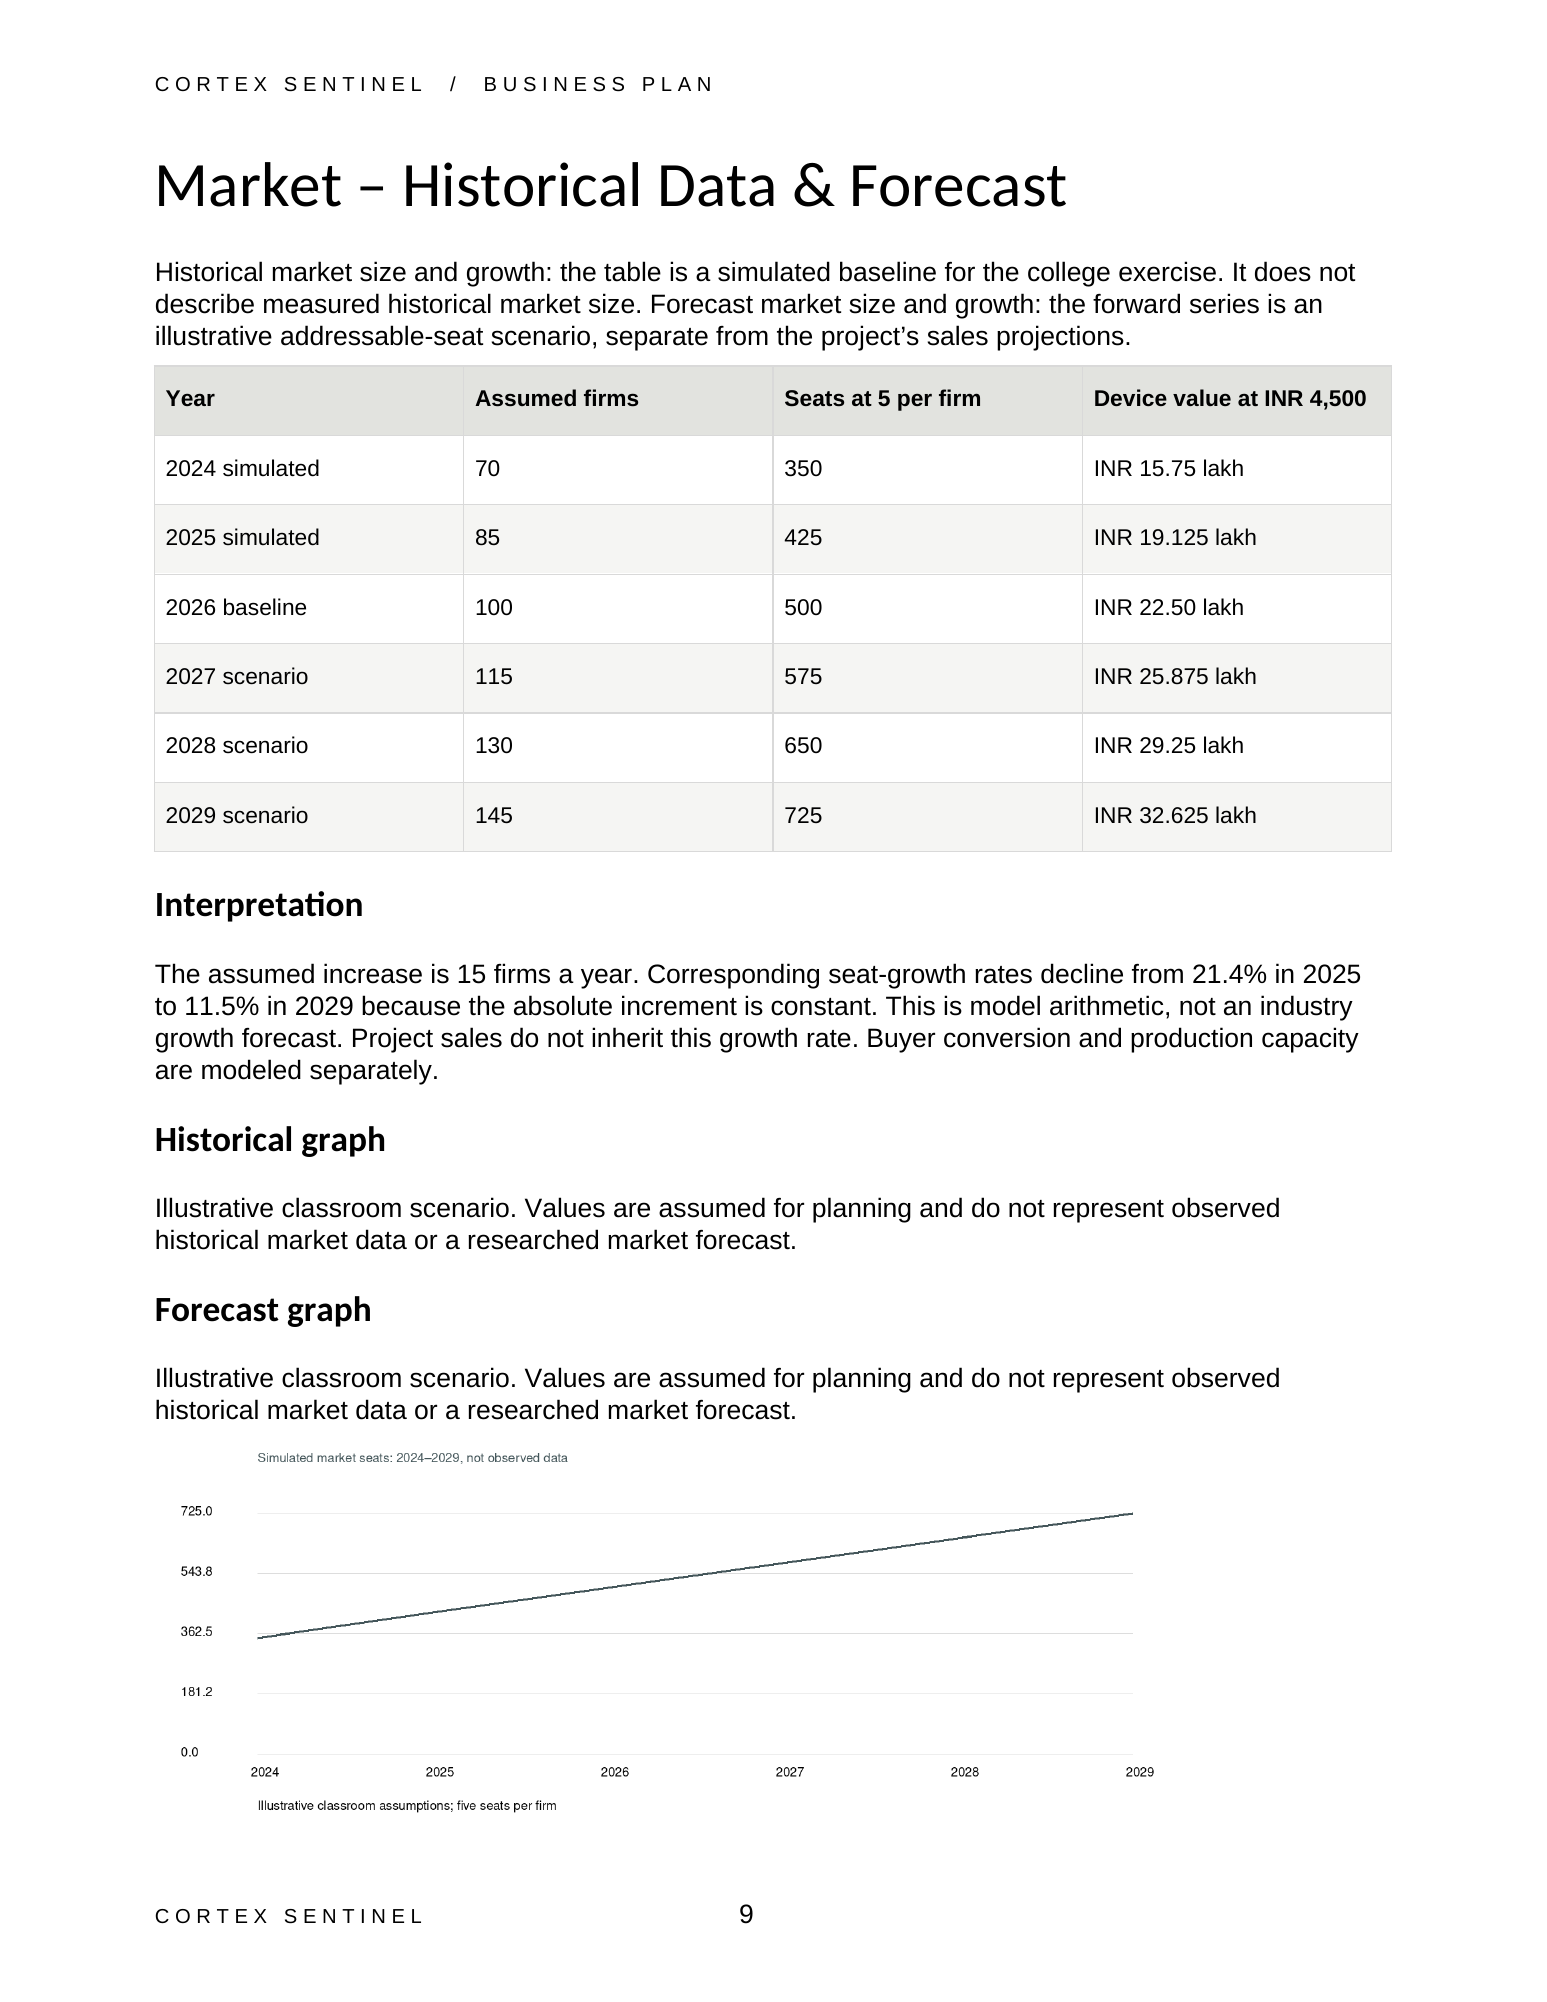 CORTEX SENTINEL / BUSINESS PLAN
Market – Historical Data & Forecast
Historical market size and growth: the table is a simulated baseline for the college exercise. It does not
describe measured historical market size. Forecast market size and growth: the forward series is an
illustrative addressable-seat scenario, separate from the project’s sales projections.
Year Assumed firms Seats at 5 per firm Device value at INR 4,500
2024 simulated 70 350 INR 15.75 lakh
2025 simulated 85 425 INR 19.125 lakh
2026 baseline 100 500 INR 22.50 lakh
2027 scenario 115 575 INR 25.875 lakh
2028 scenario 130 650 INR 29.25 lakh
2029 scenario 145 725 INR 32.625 lakh
Interpretation
The assumed increase is 15 firms a year. Corresponding seat-growth rates decline from 21.4% in 2025
to 11.5% in 2029 because the absolute increment is constant. This is model arithmetic, not an industry
growth forecast. Project sales do not inherit this growth rate. Buyer conversion and production capacity
are modeled separately.
Historical graph
Illustrative classroom scenario. Values are assumed for planning and do not represent observed
historical market data or a researched market forecast.
Forecast graph
Illustrative classroom scenario. Values are assumed for planning and do not represent observed
historical market data or a researched market forecast.
Simulated market seats: 2024–2029, not observed data
725.0
543.8
362.5
181.2
0.0
2024 2025 2026 2027 2028 2029
Illustrative classroom assumptions; five seats per firm
CORTEX SENTINEL 9